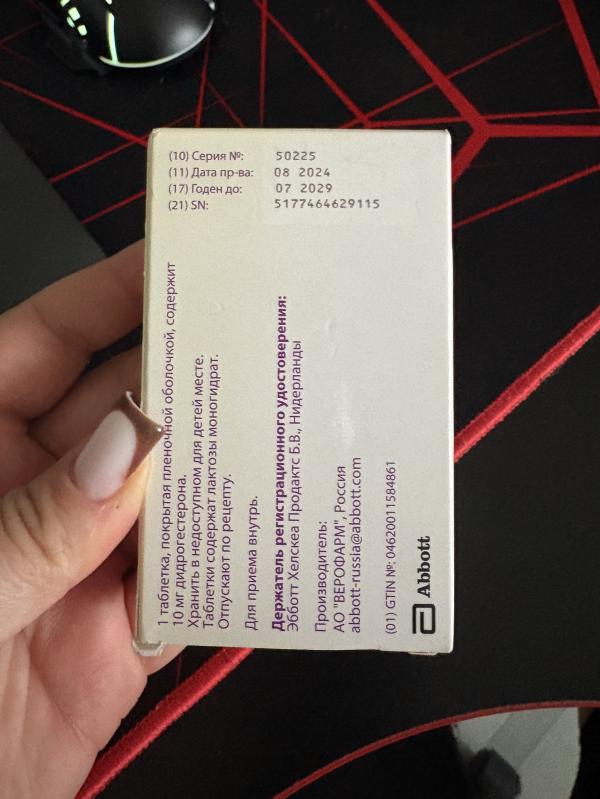 (10) Серия №: 50225
(11) Дата пр-ва: 08 2024
(17) Годен до: 07 2029
(21) SN: 5177464629115
1 таблетка, покрытая пленочной оболочкой, содержит
10 мг дидрогестерона.
Хранить в недоступном для детей месте.
Таблетки содержат лактозы моногидрат.
Отпускают по рецепту.
Для приема внутрь.
Держатель регистрационного удостоверения:
Эбботт Хелскеа Продактс Б.В., Нидерланды
Производитель:
АО "ВЕРОФАРМ", Россия
abbott-russia@abbott.com
(01) GTIN №: 04620011584861
Abbott